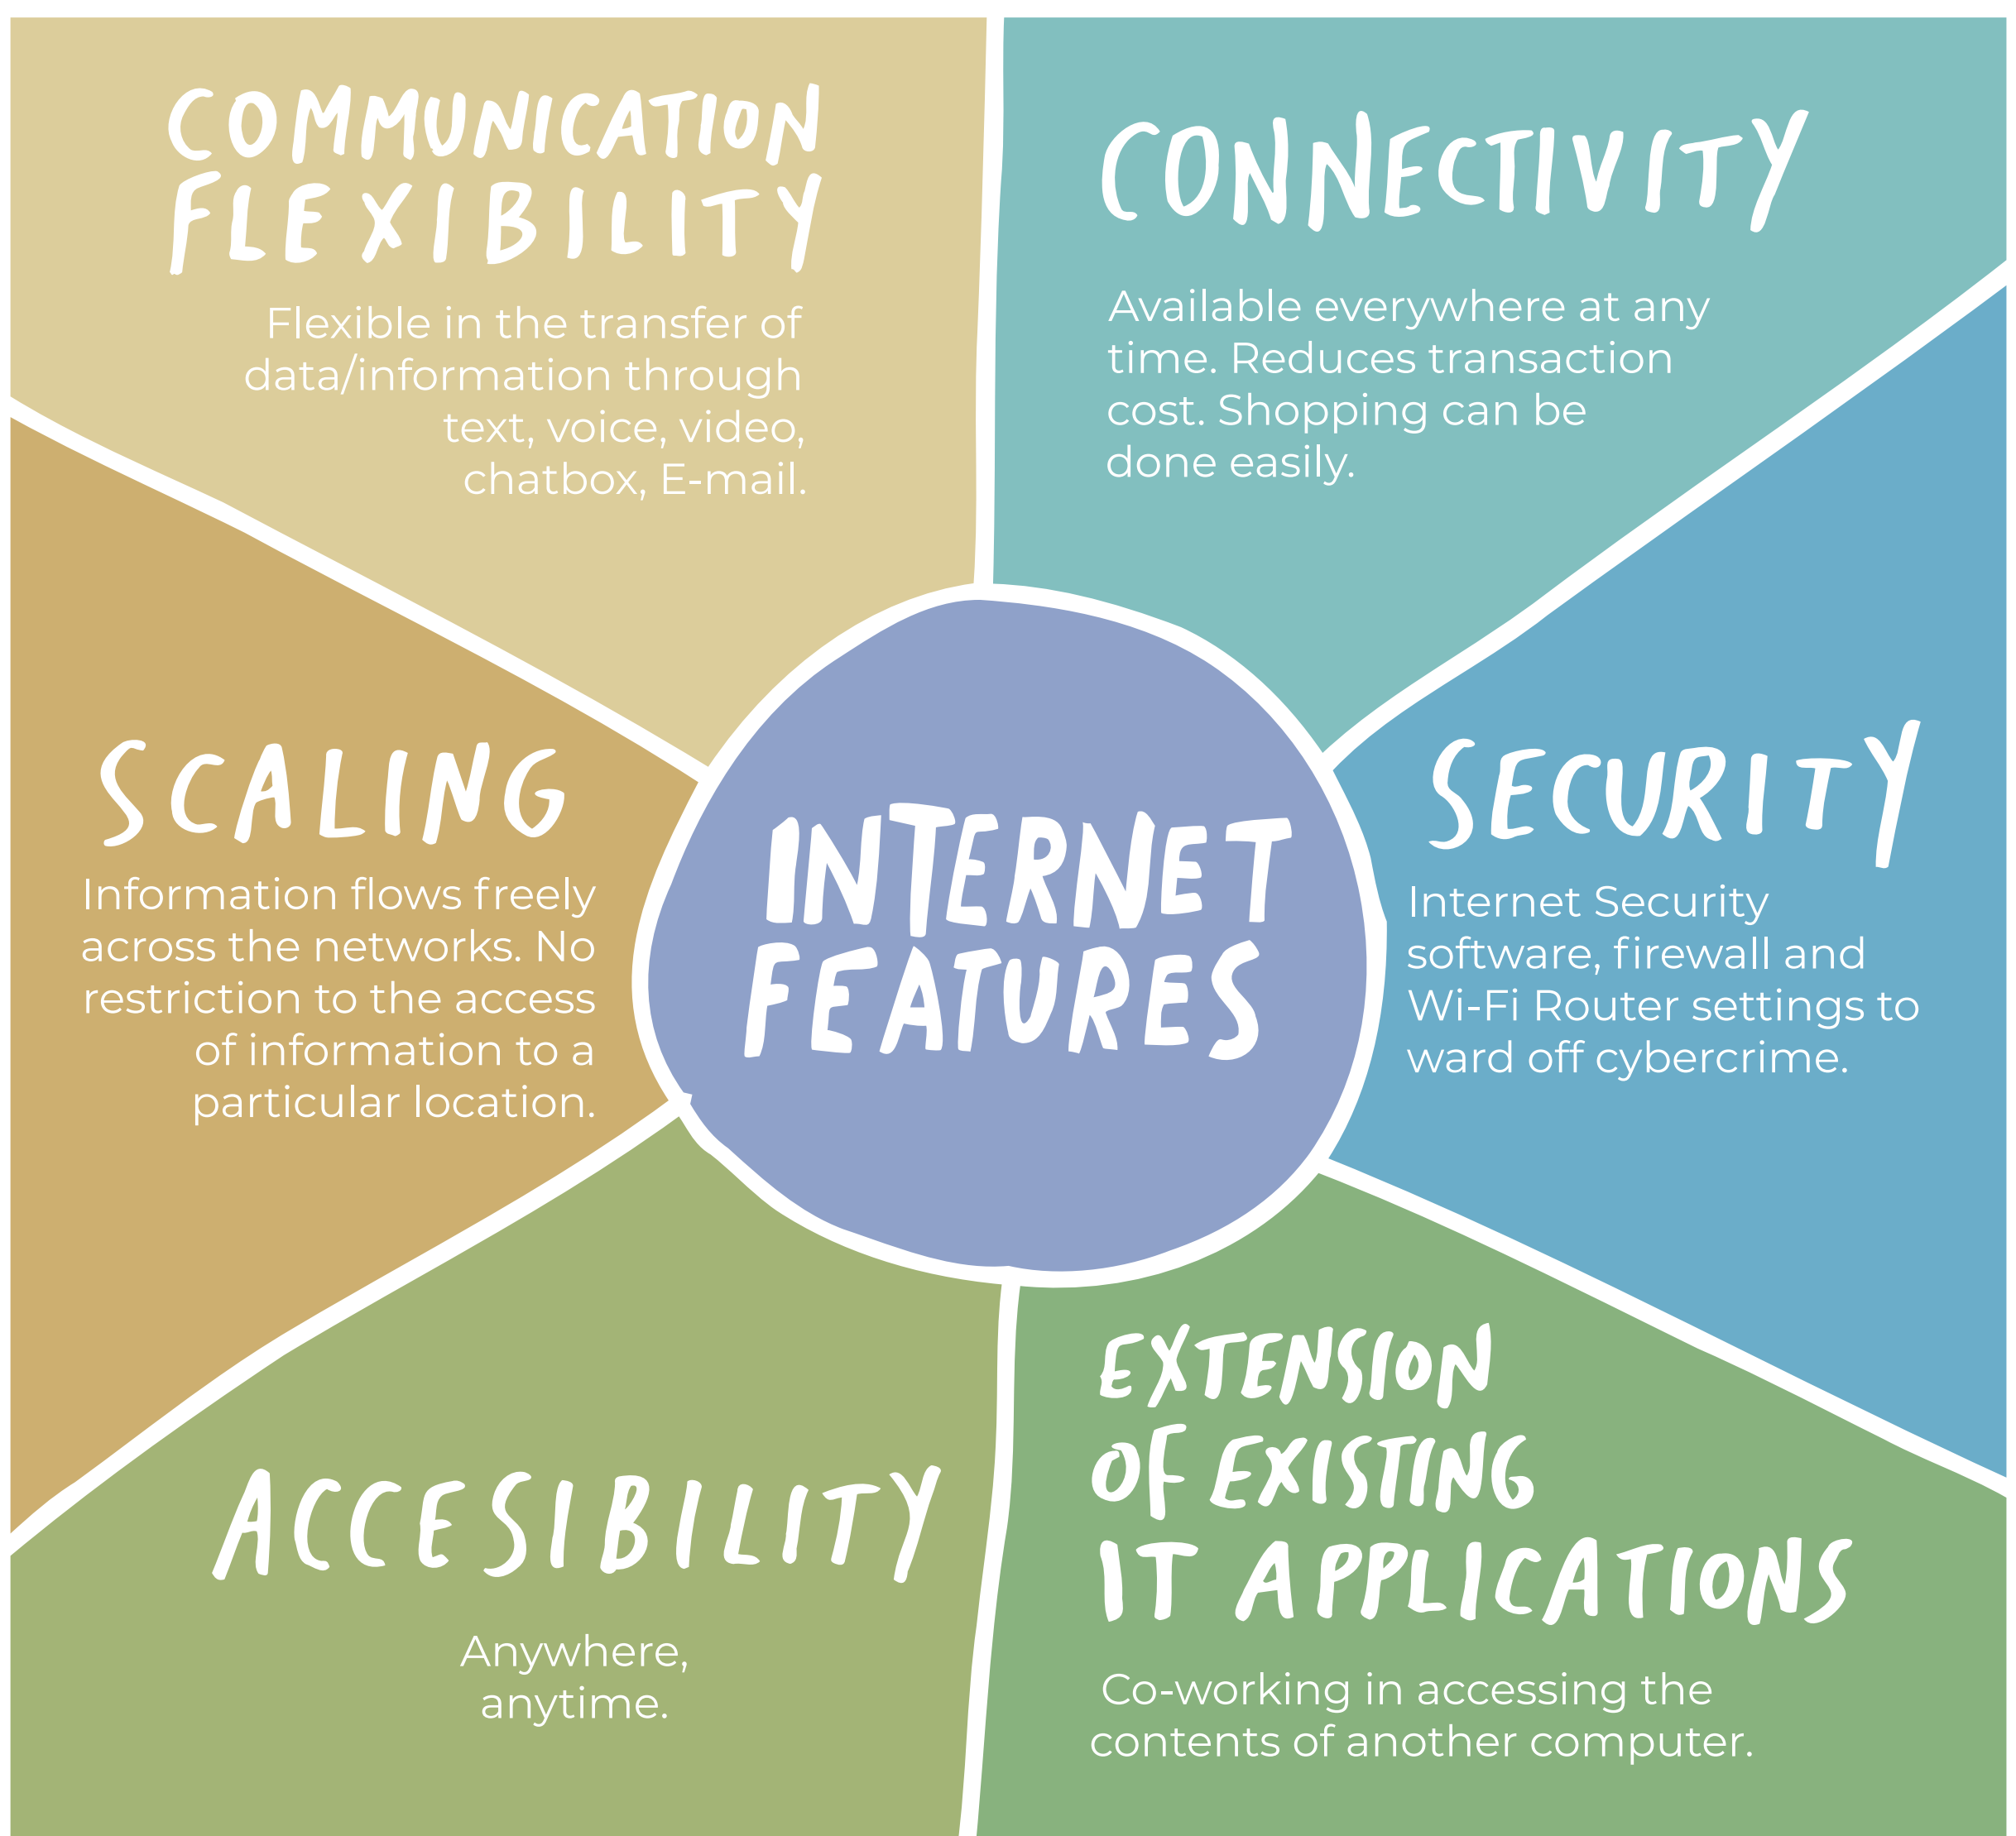 COMMUNICATION
FLEXIBILITY
Flexible in the transfer of
data/information through
text, voice, video,
chatbox, E-mail.
CONNECTIVITY
Available everywhere at any
time. Reduces transaction
cost. Shopping can be
done easily.
SCALING
Information flows freely
across the networks. No
restriction to the access
of information to a
particular location.
INTERNET
FEATURES
SECURITY
Internet Security
software, firewall and
Wi-Fi Router settings to
ward off cybercrime.
ACCESIBILITY
Anywhere,
anytime.
EXTENSION
OF EXISTING
IT APPLICATIONS
Co-working in accessing the
contents of another computer.